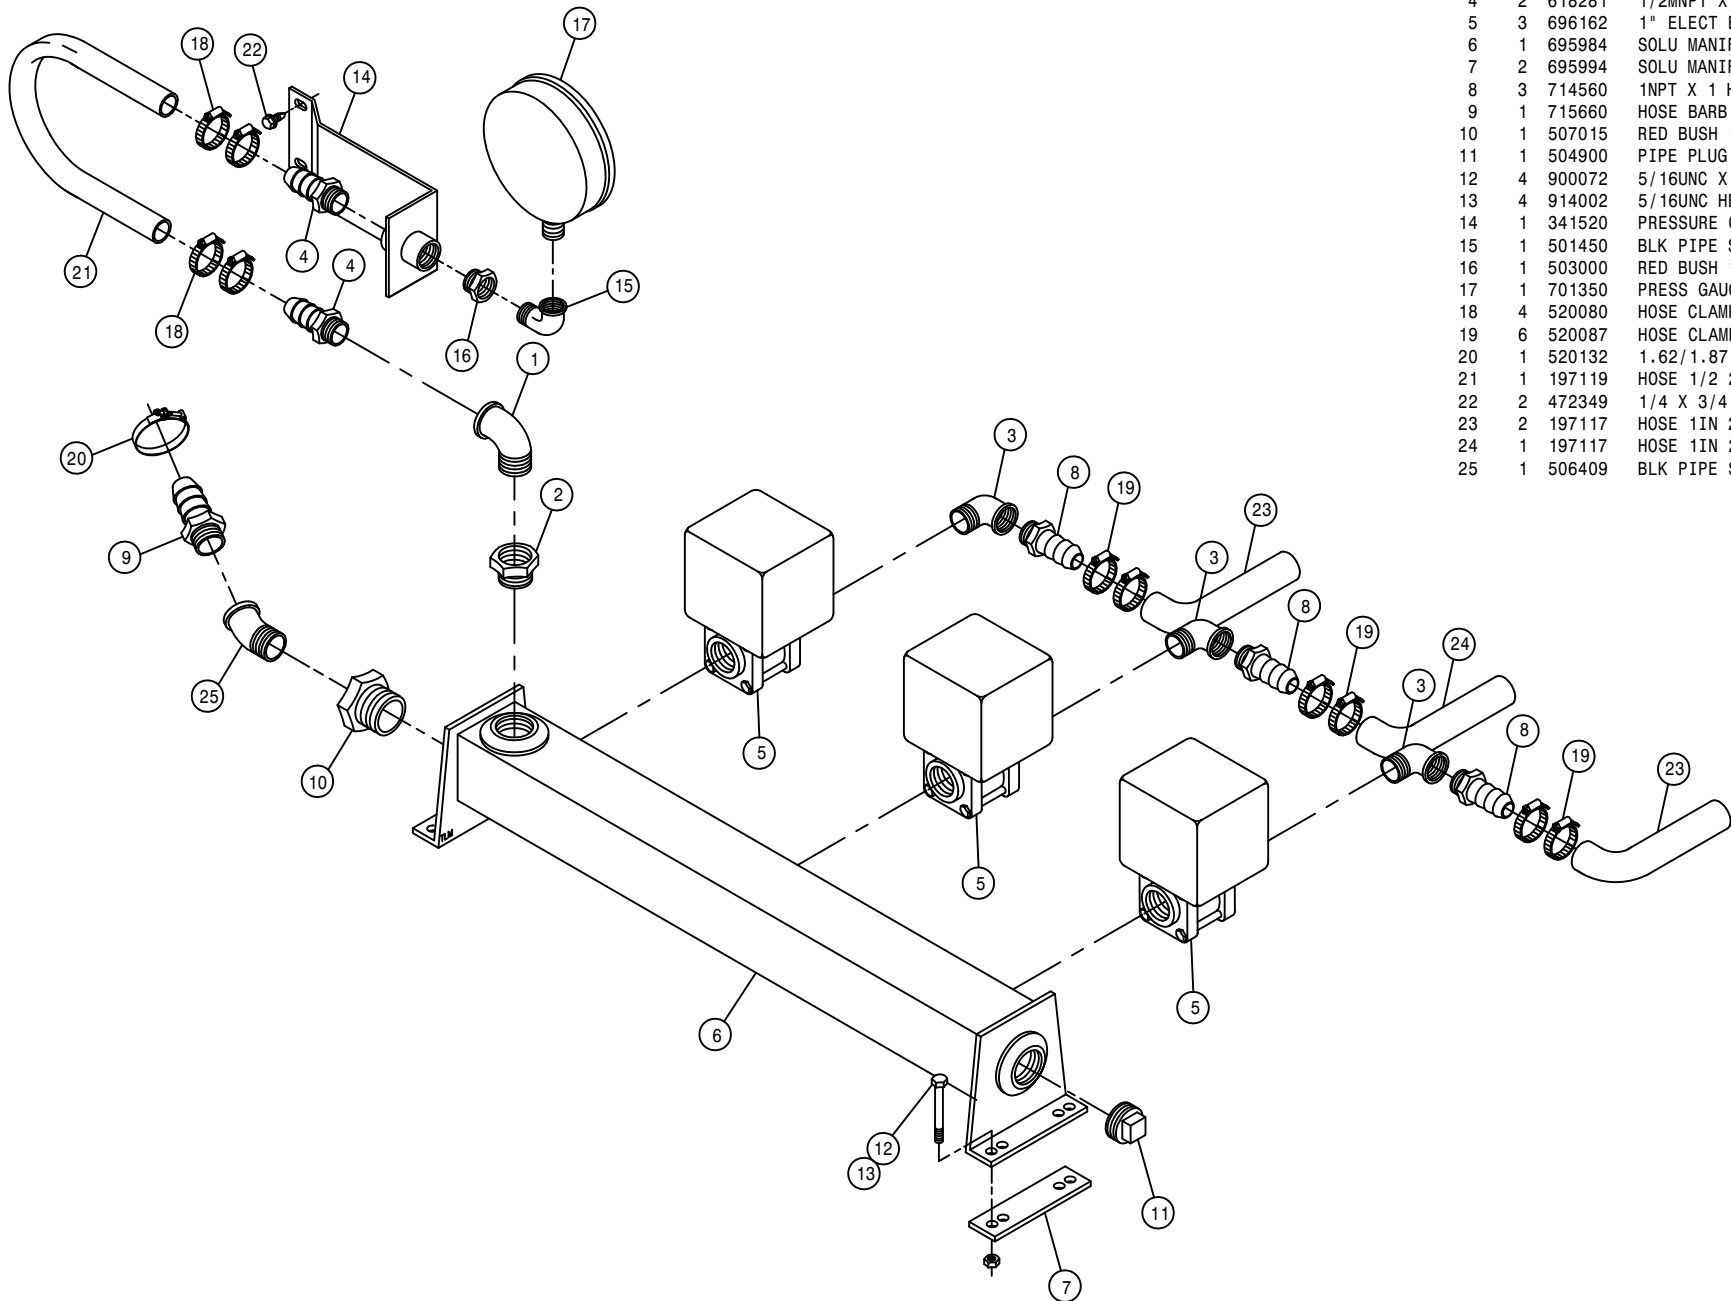 4 2 618281 1/2MNPT X
5 3 696162 1" ELECT
6 1 695984 SOLU
7 2 695994 SOLU
8 3 714560 1NPT X 1
9 1 715660 HOSE BARB
10 1 507015 RED BUSH
11 1 504900 PIPE PLUG
12 4 900072 5/16UNC X
13 4 914002 5/16UNC
14 1 341520 PRESSURE
15 1 501450 BLK PIPE
16 1 503000 RED BUSH
17 1 701350 PRESS
18 4 520080 HOSE
19 6 520087 HOSE
20 1 520132 1.62/1.87
21 1 197119 HOSE 1/2
22 2 472349 1/4 X 3/4
23 2 197117 HOSE 1IN
24 1 197117 HOSE 1IN
25 1 506409 BLK PIPE
17
18
22
14
4
4
21
18
16
15
1
3
8
19
23
20
2
9
3
8
19
24
25
3
8
19
23
10
5
TLM
5
5
6
12
13
11
7